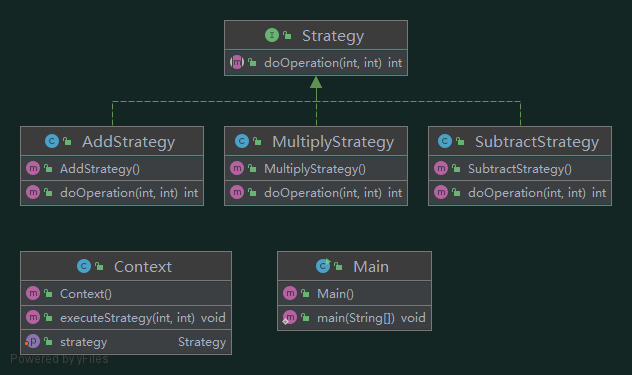 Strategy
doOperation(int, int) int
AddStrategy
AddStrategy()
doOperation(int, int) int
MultiplyStrategy
MultiplyStrategy()
doOperation(int, int) int
SubtractStrategy
SubtractStrategy()
doOperation(int, int) int
Context
Context()
executeStrategy(int, int) void
strategy Strategy
Main
Main()
main(String[]) void
Powered by yFiles